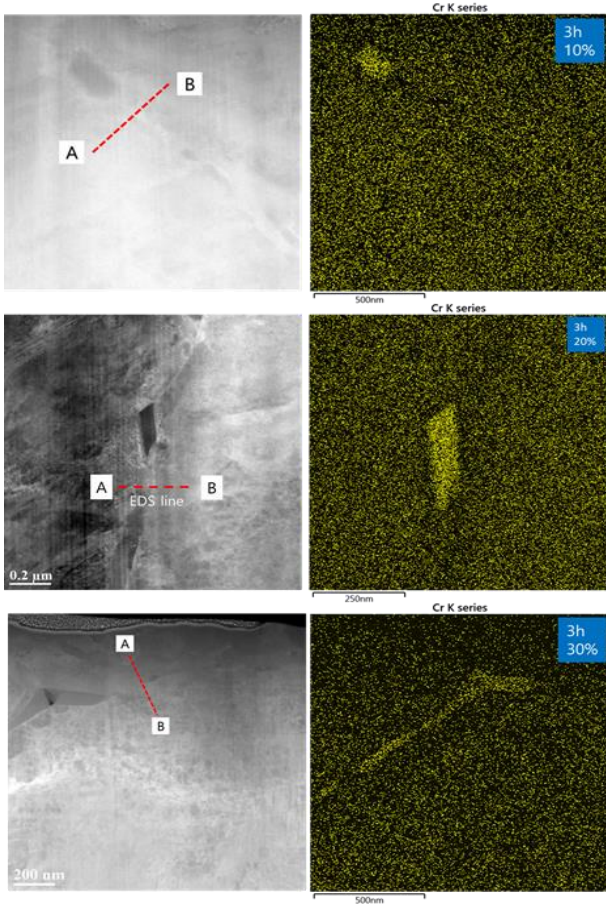 Cr K series
3h
10%
B
A
500nm
Cr K series
3h
20%
A
B
EDS line
0.2 μm
250nm
Cr K series
3h
30%
A
B
200 nm
500nm